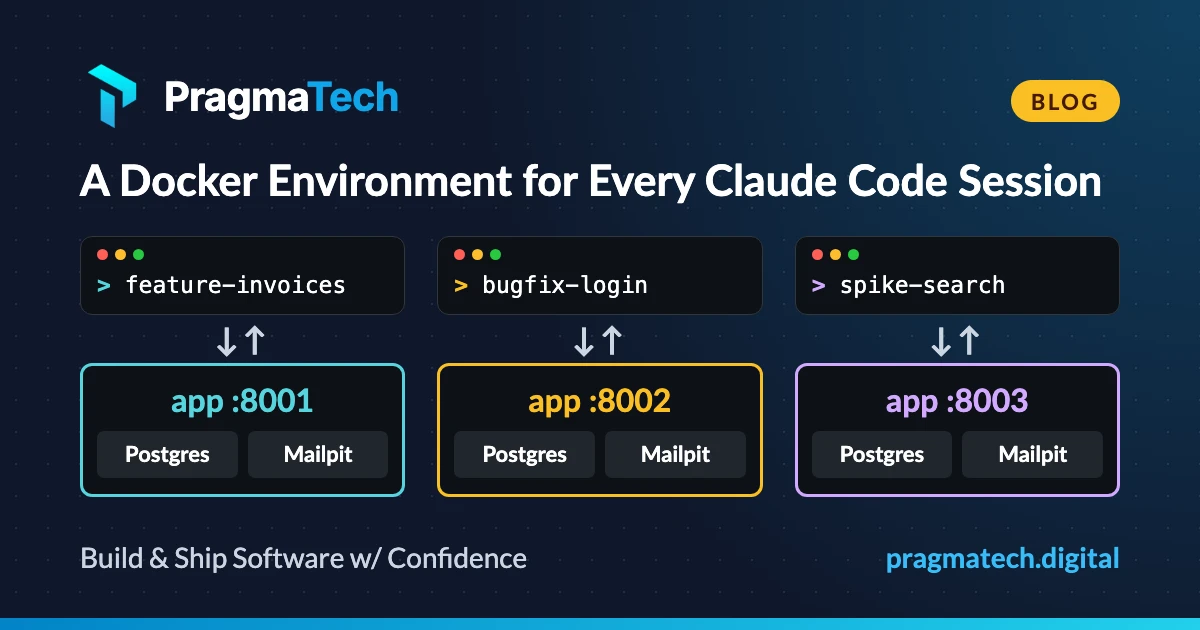 PragmaTech
BLOG
A Docker Environment for Every Claude Code Session
> feature-invoices
> bugfix-login
> spike-search
↓↑
↓↑
↓↑
app :8001
Postgres
Mailpit
app :8002
Postgres
Mailpit
app :8003
Postgres
Mailpit
Build & Ship Software w/ Confidence
pragmatech.digital